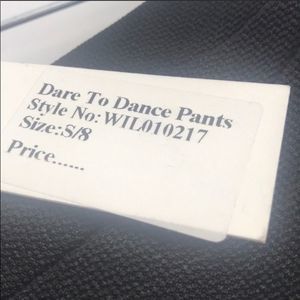 Dare To Dance Pants
Style No:WIL010217
Size:S/8
Price......